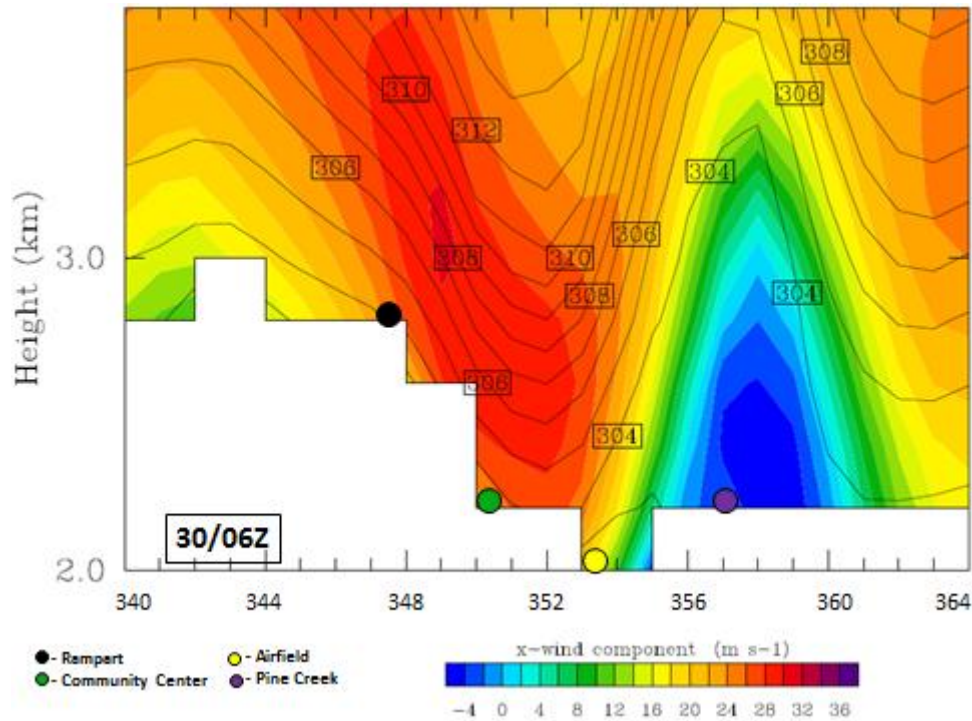 310
308
306
312
306
304
304
306
Height (km)
3.0
308
310
308
306
304
30/06Z
2.0
340
344
348
352
356
360
364
- Rampart
- Airfield
- Community Center
- Pine Creek
x-wind component (m s-1)
-4 0 4 8 12 16 20 24 28 32 36